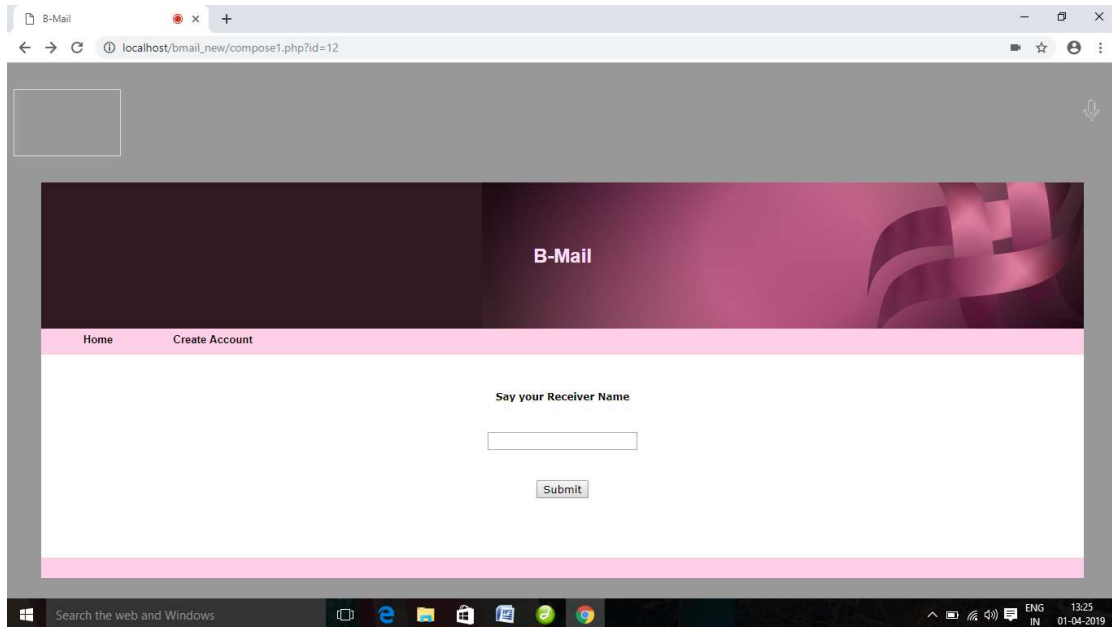 B-Mail
localhost/bmail_new/compose1.php?id=12
B-Mail
Home Create Account
Say your Receiver Name
Submit
Search the web and Windows
ENG 13:25
IN 01-04-2019